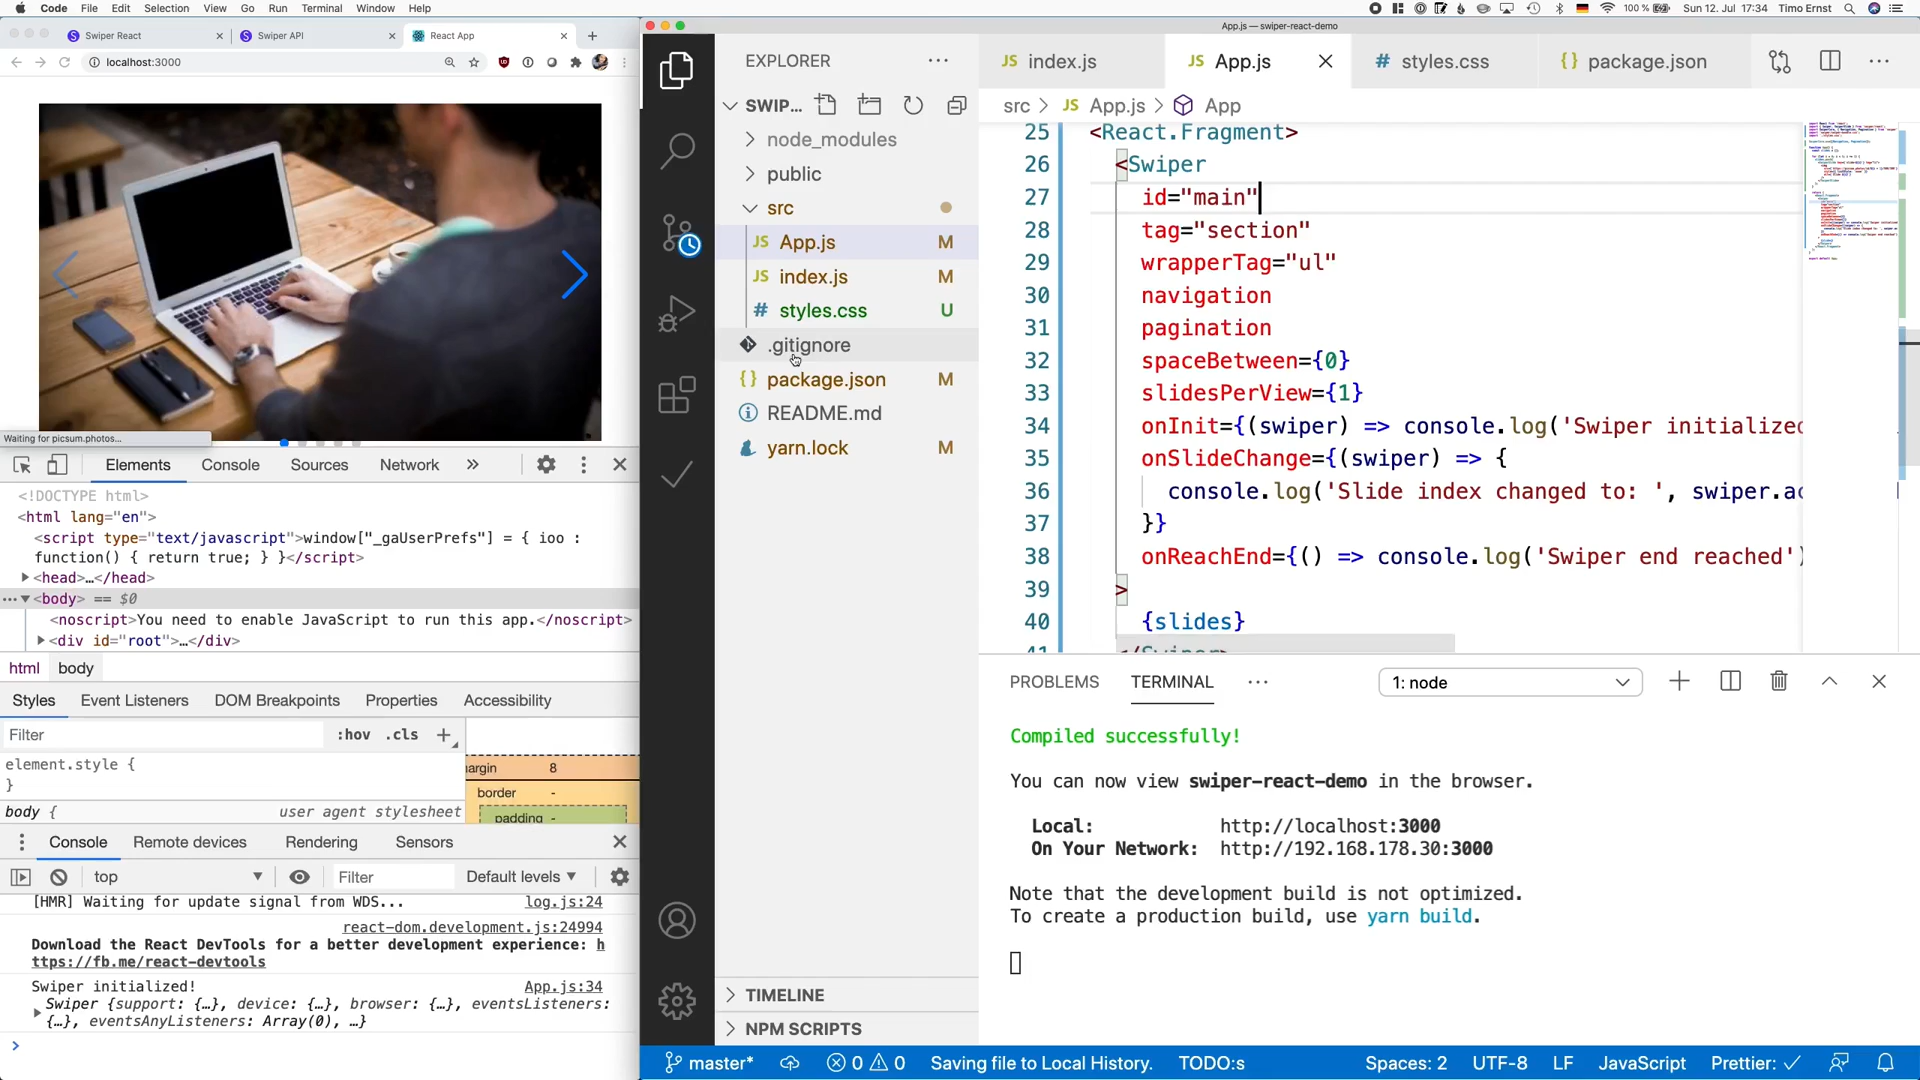 Code File Edit Selection View Go Run Terminal Window Help
100 % Sun 12. Jul 17:34 Timo Ernst
Swiper React
Swiper API
React App
localhost:3000
Waiting for picsum.photos...
Elements Console Sources Network
<!DOCTYPE html>
<html lang="en">
<script type="text/javascript">window["_gaUserPrefs"] = { ioo :
function() { return true; } }</script>
<head>…</head>
<body> == $0
<noscript>You need to enable JavaScript to run this app.</noscript>
<div id="root">…</div>
html body
Styles Event Listeners DOM Breakpoints Properties Accessibility
Filter :hov .cls
element.style {
}
body { user agent stylesheet
argin 8
border -
padding -
Console Remote devices Rendering Sensors
top Filter Default levels
[HMR] Waiting for update signal from WDS... log.js:24
react-dom.development.js:24994
Download the React DevTools for a better development experience: h
ttps://fb.me/react-devtools
Swiper initialized! App.js:34
Swiper {support: {…}, device: {…}, browser: {…}, eventsListeners:
{…}, eventsAnyListeners: Array(0), …}
App.js — swiper-react-demo
EXPLORER
SWIP...
node_modules
public
src
JS App.js M
JS index.js M
# styles.css U
.gitignore
{} package.json M
README.md
yarn.lock M
TIMELINE
NPM SCRIPTS
JS index.js
JS App.js
# styles.css
{} package.json
src > JS App.js > App
25 <React.Fragment>
26 <Swiper
27 id="main"
28 tag="section"
29 wrapperTag="ul"
30 navigation
31 pagination
32 spaceBetween={0}
33 slidesPerView={1}
34 onInit={(swiper) => console.log('Swiper initialized
35 onSlideChange={(swiper) => {
36 console.log('Slide index changed to: ', swiper.ac
37 }}
38 onReachEnd={() => console.log('Swiper end reached')
39 >
40 {slides}
41 </Swiper>
PROBLEMS TERMINAL 1: node
Compiled successfully!
You can now view swiper-react-demo in the browser.
Local: http://localhost:3000
On Your Network: http://192.168.178.30:3000
Note that the development build is not optimized.
To create a production build, use yarn build.
master* 0 0 Saving file to Local History. TODO:s Spaces: 2 UTF-8 LF JavaScript Prettier: ✓